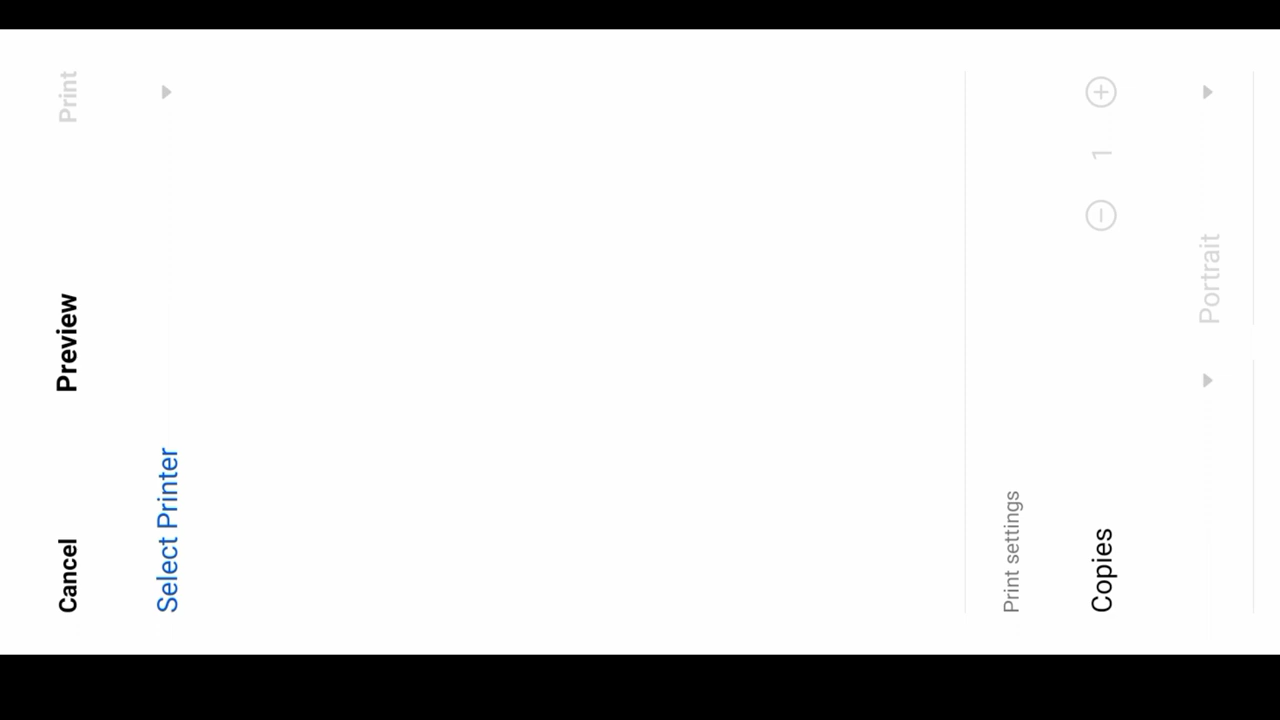 Cancel Preview Print
Select Printer
Print settings
Copies 1
Portrait